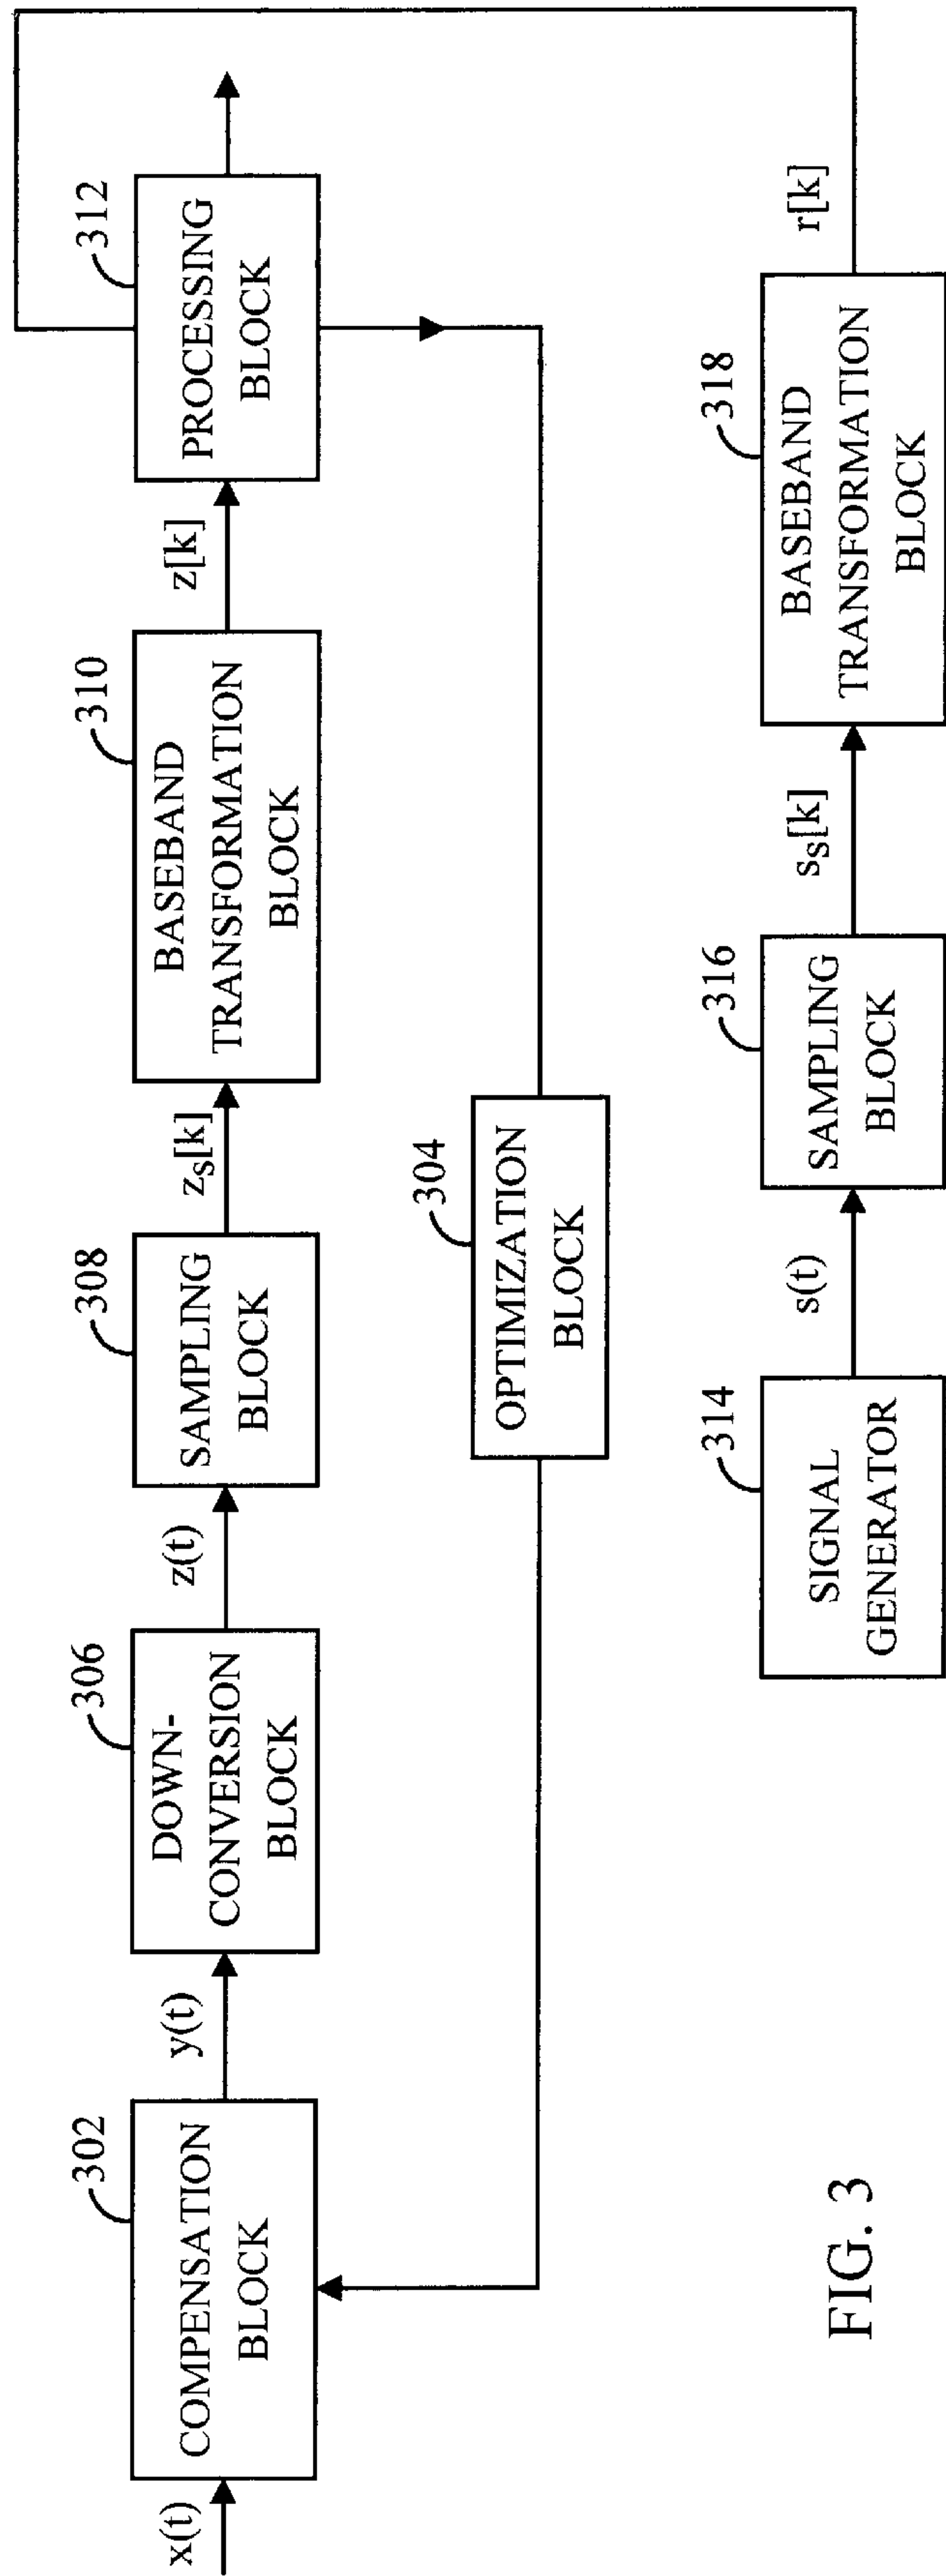 302
306
308
310
312
x(t)
COMPENSATION
BLOCK
y(t)
DOWN-
CONVERSION
BLOCK
z(t)
SAMPLING
BLOCK
zs[k]
BASEBAND
TRANSFORMATION
BLOCK
z[k]
PROCESSING
BLOCK
304
OPTIMIZATION
BLOCK
314
316
318
SIGNAL
GENERATOR
s(t)
SAMPLING
BLOCK
ss[k]
BASEBAND
TRANSFORMATION
BLOCK
r[k]
FIG. 3